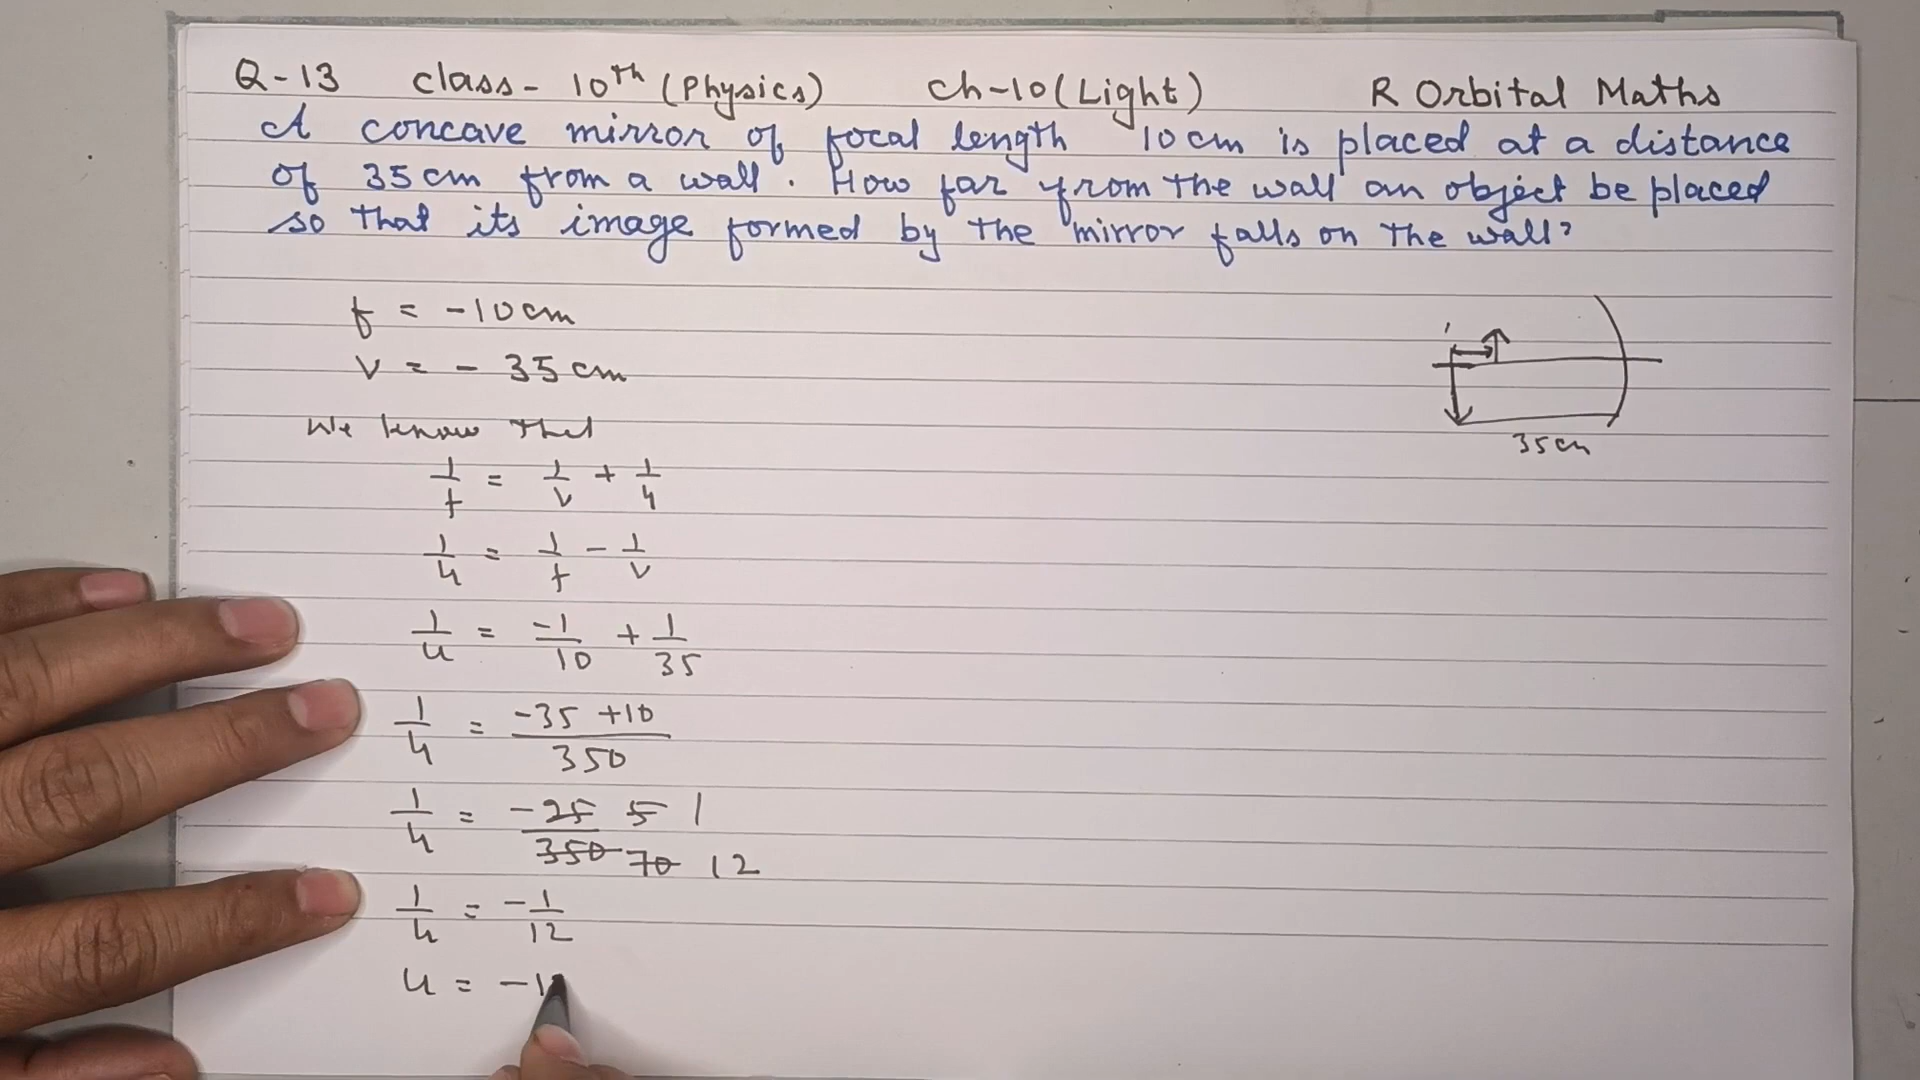 Q-13 class- 10th (Physics) ch-10 (Light) R Orbital Maths
A concave mirror of focal length 10 cm is placed at a distance
of 35 cm from a wall. How far from the wall an object be placed
so that its image formed by the mirror falls on the wall?
f = -10 cm
v = - 35 cm
35 cm
We know that
1/f = 1/v + 1/u
1/u = 1/f - 1/v
1/u = -1/10 + 1/35
1/u = -35 +10 / 350
1/u = -25 5 1 / 350 70 12
1/u = -1/12
u = -1